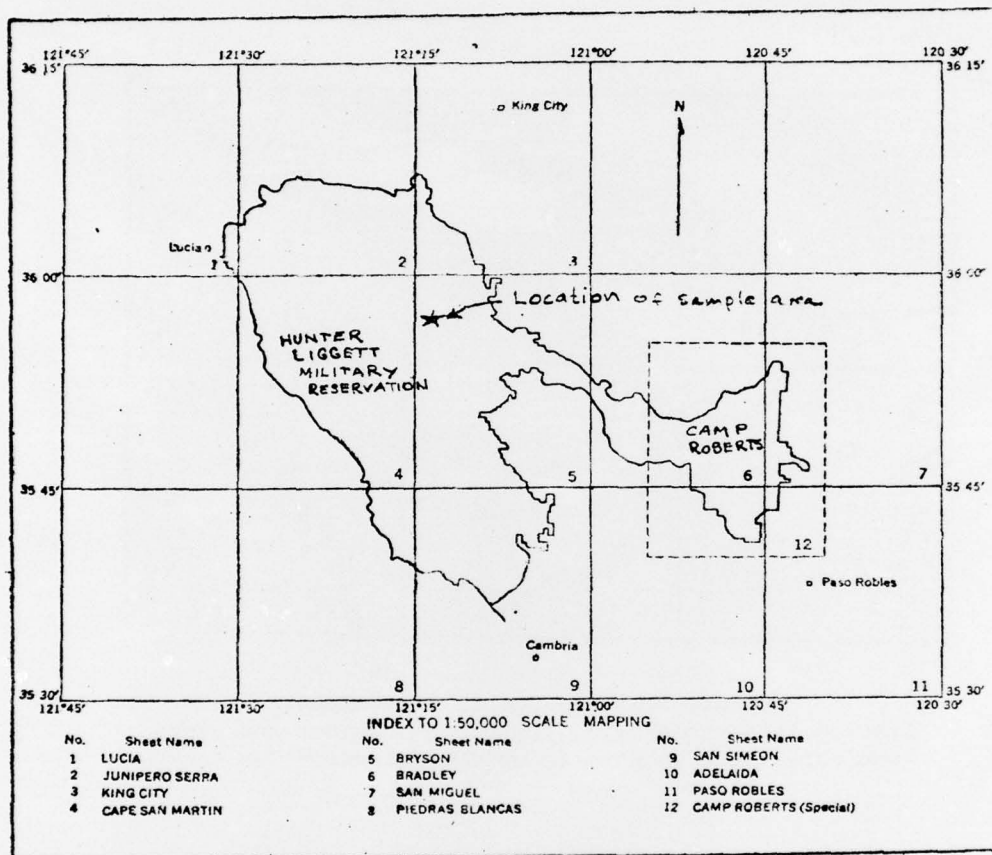 121°45' 121°30' 121°15' 121°00' 120 45' 120 30'
36 15' 36 15'
King City
N
Lucia
1 2 3
36 00' 36 00'
Location of sample area
HUNTER
LIGGETT
MILITARY
RESERVATION
CAMP
ROBERTS
4 5 6 7
35 45' 35 45'
12
Paso Robles
Cambria
35 30' 8 9 10 11 35 30'
121°45' 121°30' 121°15' 121°00' 120 45' 120 30'
INDEX TO 1:50,000 SCALE MAPPING
No. Sheet Name No. Sheet Name No. Sheet Name
1 LUCIA 5 BRYSON 9 SAN SIMEON
2 JUNIPERO SERRA 6 BRADLEY 10 ADELAIDA
3 KING CITY 7 SAN MIGUEL 11 PASO ROBLES
4 CAPE SAN MARTIN 8 PIEDRAS BLANCAS 12 CAMP ROBERTS (Special)